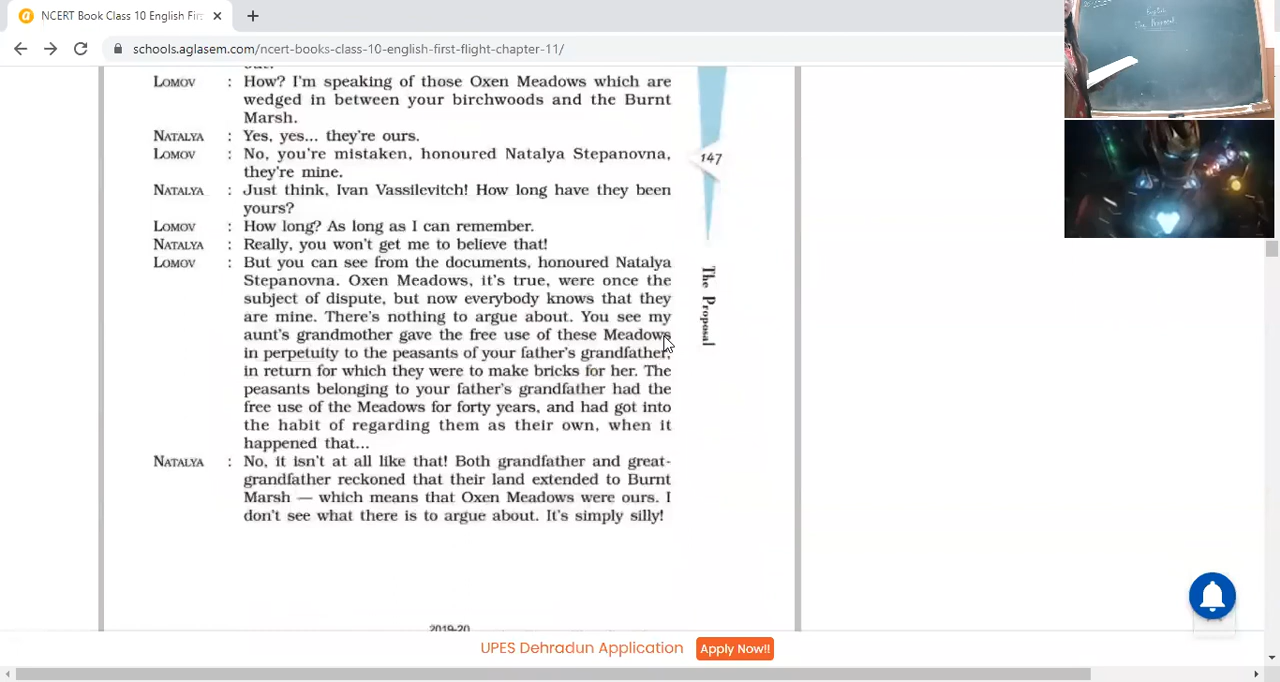 NCERT Book Class 10 English Firs
schools.aglasem.com/ncert-books-class-10-english-first-flight-chapter-11/
English
The Proposal
out.
LOMOV : How? I'm speaking of those Oxen Meadows which are
wedged in between your birchwoods and the Burnt
Marsh.
NATALYA : Yes, yes... they're ours.
LOMOV : No, you're mistaken, honoured Natalya Stepanovna,
they're mine.
NATALYA : Just think, Ivan Vassilevitch! How long have they been
yours?
LOMOV : How long? As long as I can remember.
NATALYA : Really, you won't get me to believe that!
LOMOV : But you can see from the documents, honoured Natalya
Stepanovna. Oxen Meadows, it's true, were once the
subject of dispute, but now everybody knows that they
are mine. There's nothing to argue about. You see my
aunt's grandmother gave the free use of these Meadows
in perpetuity to the peasants of your father's grandfather,
in return for which they were to make bricks for her. The
peasants belonging to your father's grandfather had the
free use of the Meadows for forty years, and had got into
the habit of regarding them as their own, when it
happened that...
NATALYA : No, it isn't at all like that! Both grandfather and great-
grandfather reckoned that their land extended to Burnt
Marsh — which means that Oxen Meadows were ours. I
don't see what there is to argue about. It's simply silly!
147
The Proposal
2019-20
UPES Dehradun Application
Apply Now!!